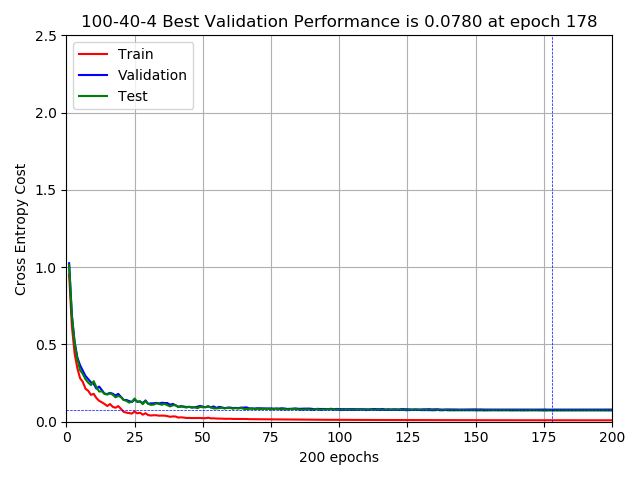 100-40-4 Best Validation Performance is 0.0780 at epoch 178
2.5
2.0
1.5
1.0
0.5
0.0
Cross Entropy Cost
Train
Validation
Test
0 25 50 75 100 125 150 175 200
200 epochs